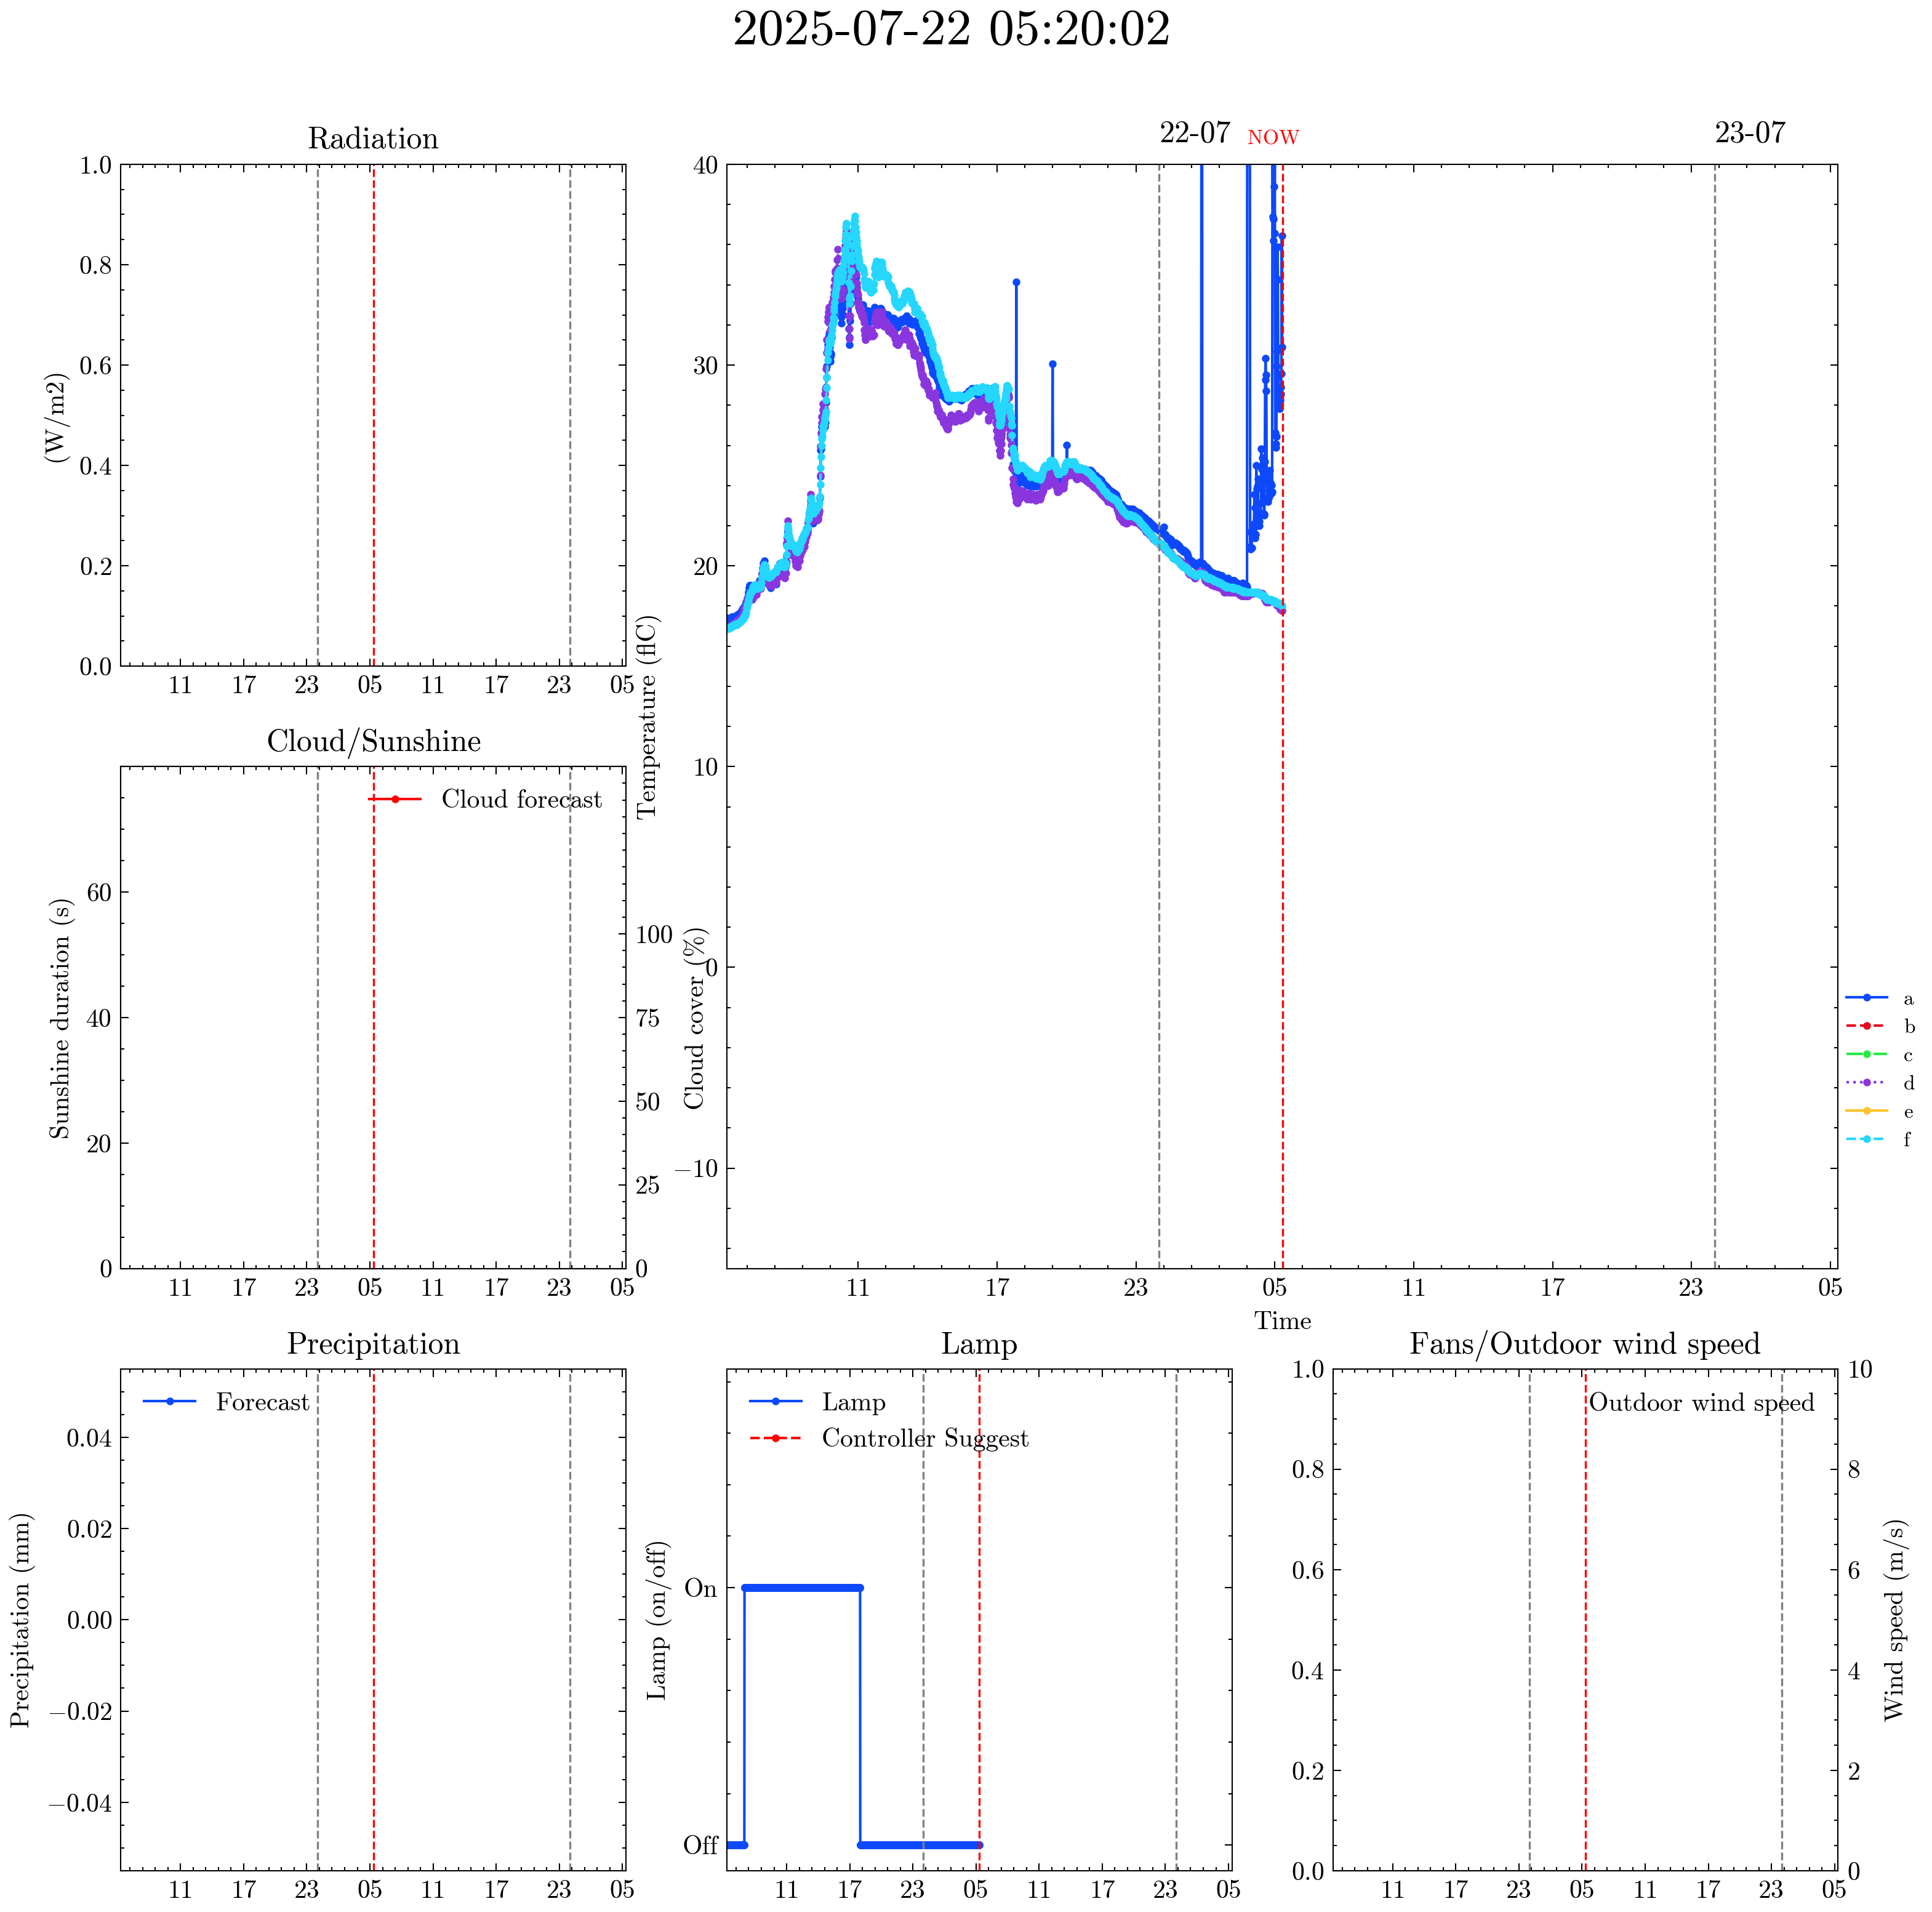 2025-07-22 05:20:02
Radiation
(W/m2)
1.0
0.8
0.6
0.4
0.2
0.0
11 17 23 05 11 17 23 05
22-07 NOW 23-07
Temperature (flC)
40
30
20
10
0
−10
11 17 23 05 11 17 23 05
Time
a
b
c
d
e
f
Cloud/Sunshine
Cloud forecast
Sunshine duration (s)
60
40
20
0
Cloud cover (%)
100
75
50
25
0
11 17 23 05 11 17 23 05
Precipitation
Forecast
Precipitation (mm)
0.04
0.02
0.00
−0.02
−0.04
11 17 23 05 11 17 23 05
Lamp
Lamp
Controller Suggest
Lamp (on/off)
On
Off
11 17 23 05 11 17 23 05
Fans/Outdoor wind speed
Outdoor wind speed
1.0
0.8
0.6
0.4
0.2
0.0
Wind speed (m/s)
10
8
6
4
2
0
11 17 23 05 11 17 23 05